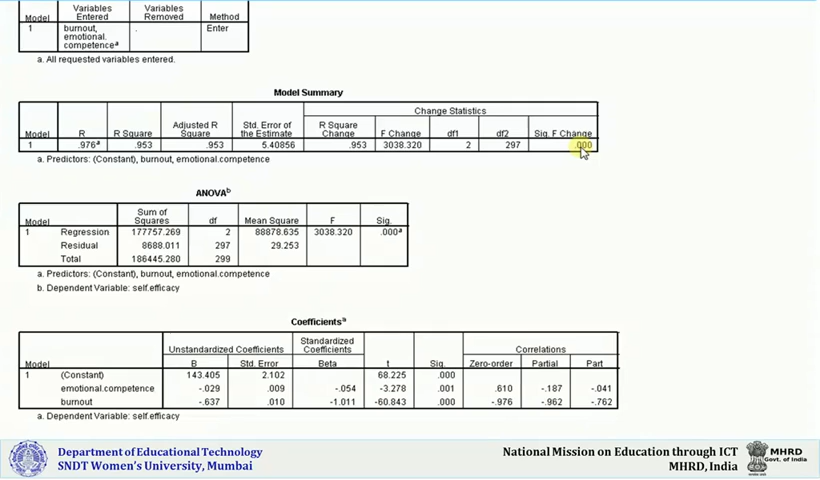 Variables Variables
Model Entered Removed Method
1 burnout, . Enter
emotional.
competenceᵃ
a. All requested variables entered.
Model Summary
Change Statistics
Adjusted R Std. Error of R Square
Model R R Square Square the Estimate Change F Change df1 df2 Sig. F Change
1 .976ᵃ .953 .953 5.40856 .953 3038.320 2 297 .000
a. Predictors: (Constant), burnout, emotional.competence
ANOVAᵇ
Sum of
Model Squares df Mean Square F Sig.
1 Regression 177757.269 2 88878.635 3038.320 .000ᵃ
Residual 8688.011 297 29.253
Total 186445.280 299
a. Predictors: (Constant), burnout, emotional.competence
b. Dependent Variable: self.efficacy
Coefficientsᵃ
Standardized
Unstandardized Coefficients Coefficients Correlations
Model B Std. Error Beta t Sig. Zero-order Partial Part
1 (Constant) 143.405 2.102 68.225 .000
emotional.competence -.029 .009 -.054 -3.278 .001 .610 -.187 -.041
burnout -.637 .010 -1.011 -60.843 .000 -.976 -.962 -.762
a. Dependent Variable: self.efficacy
Department of Educational Technology
SNDT Women's University, Mumbai
National Mission on Education through ICT
MHRD, India
MHRD
Govt. of India